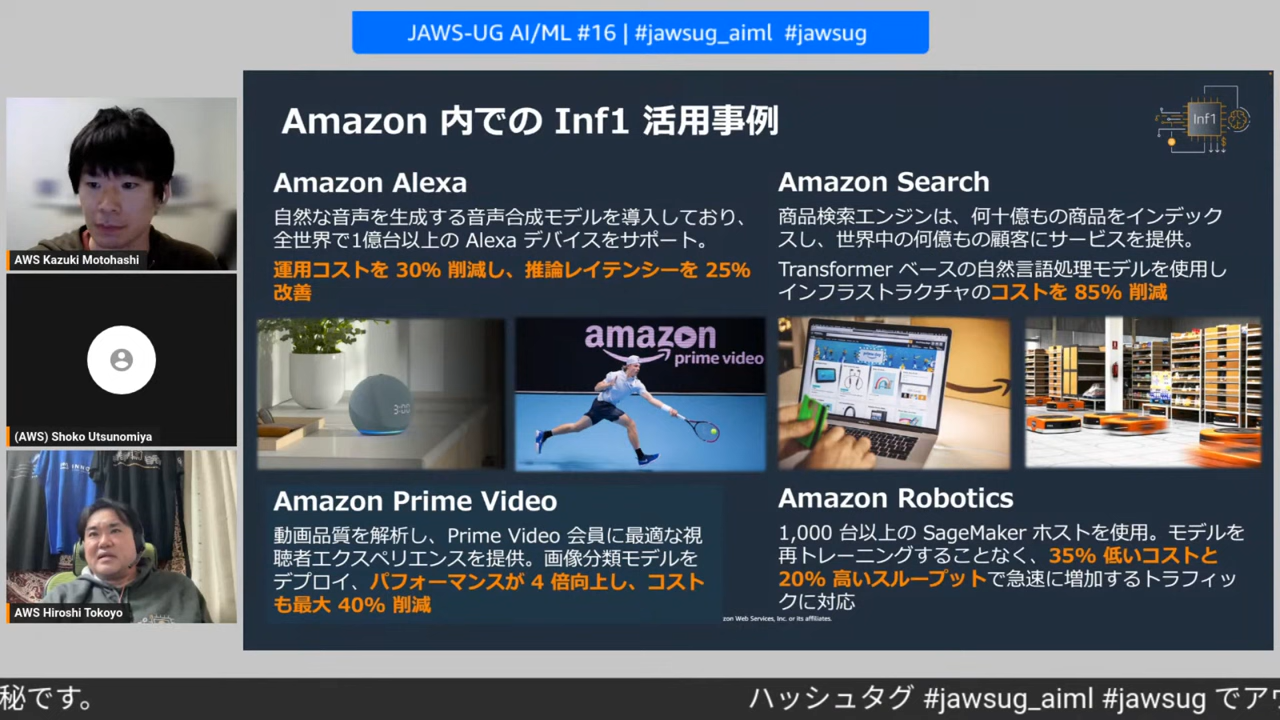 JAWS-UG AI/ML #16 | #jawsug_aiml #jawsug
AWS Kazuki Motohashi
(AWS) Shoko Utsunomiya
AWS Hiroshi Tokoyo
Amazon 内での Inf1 活用事例
Inf1
Amazon Alexa
自然な音声を生成する音声合成モデルを導入しており、
全世界で1億台以上の Alexa デバイスをサポート。
運用コストを 30% 削減し、推論レイテンシーを 25%
改善
Amazon Search
商品検索エンジンは、何十億もの商品をインデック
スし、世界中の何億もの顧客にサービスを提供。
Transformer ベースの自然言語処理モデルを使用し
インフラストラクチャのコストを 85% 削減
3:00
amazon
prime video
Amazon Prime Video
動画品質を解析し、Prime Video 会員に最適な視
聴者エクスペリエンスを提供。画像分類モデルを
デプロイ、パフォーマンスが 4 倍向上し、コスト
も最大 40% 削減
Amazon Robotics
1,000 台以上の SageMaker ホストを使用。モデルを
再トレーニングすることなく、35% 低いコストと
20% 高いスループットで急速に増加するトラフィッ
クに対応
zon Web Services, Inc. or its affiliates.
秘です。
ハッシュタグ #jawsug_aiml #jawsug でアウ